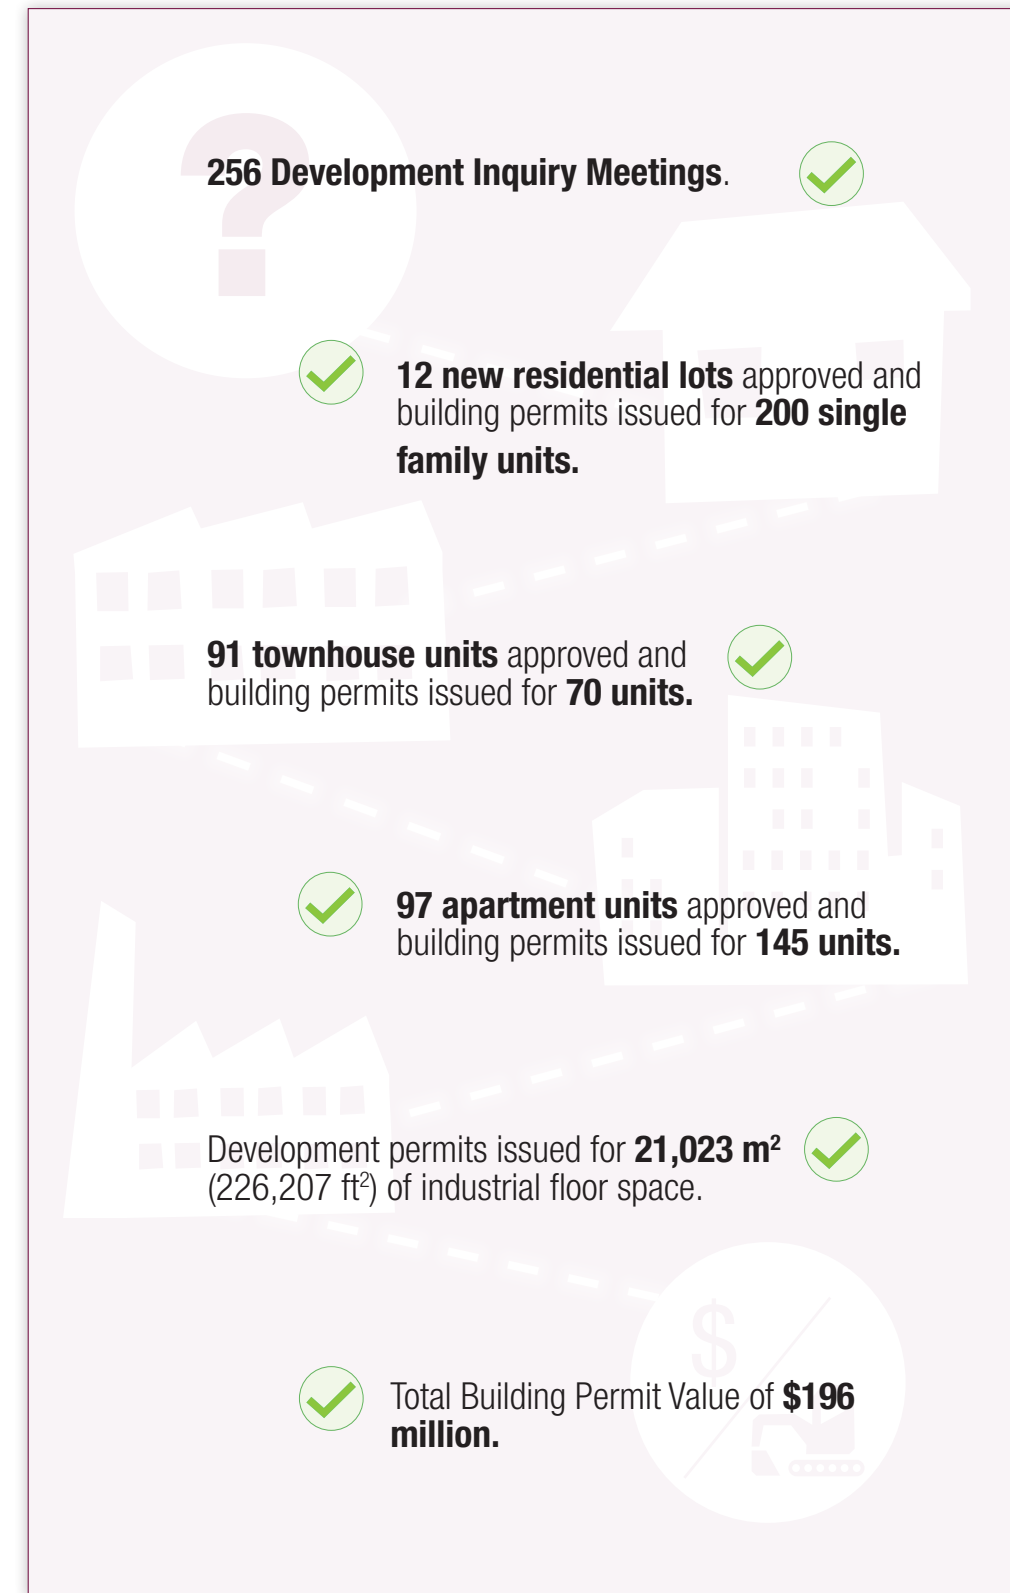 256 Development Inquiry Meetings.
12 new residential lots approved and
building permits issued for 200 single
family units.
91 townhouse units approved and
building permits issued for 70 units.
97 apartment units approved and
building permits issued for 145 units.
Development permits issued for 21,023 m²
(226,207 ft²) of industrial floor space.
Total Building Permit Value of $196
million.